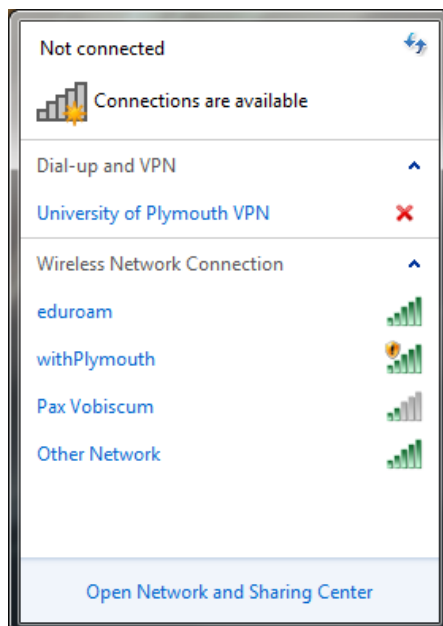 Not connected
Connections are available
Dial-up and VPN
University of Plymouth VPN
Wireless Network Connection
eduroam
withPlymouth
Pax Vobiscum
Other Network
Open Network and Sharing Center